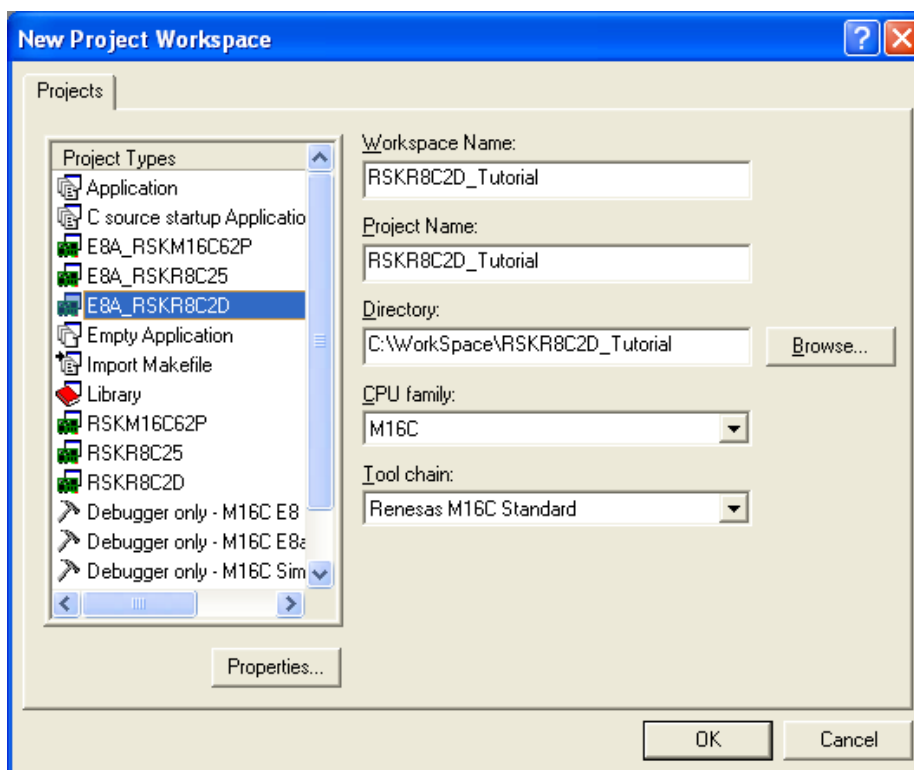 New Project Workspace
Projects
Project Types
Application
C source startup Applicatio
E8A_RSKM16C62P
E8A_RSKR8C25
E8A_RSKR8C2D
Empty Application
Import Makefile
Library
RSKM16C62P
RSKR8C25
RSKR8C2D
Debugger only - M16C E8
Debugger only - M16C E8a
Debugger only - M16C Sim
Properties...
Workspace Name:
RSKR8C2D_Tutorial
Project Name:
RSKR8C2D_Tutorial
Directory:
C:\WorkSpace\RSKR8C2D_Tutorial
Browse...
CPU family:
M16C
Tool chain:
Renesas M16C Standard
OK
Cancel